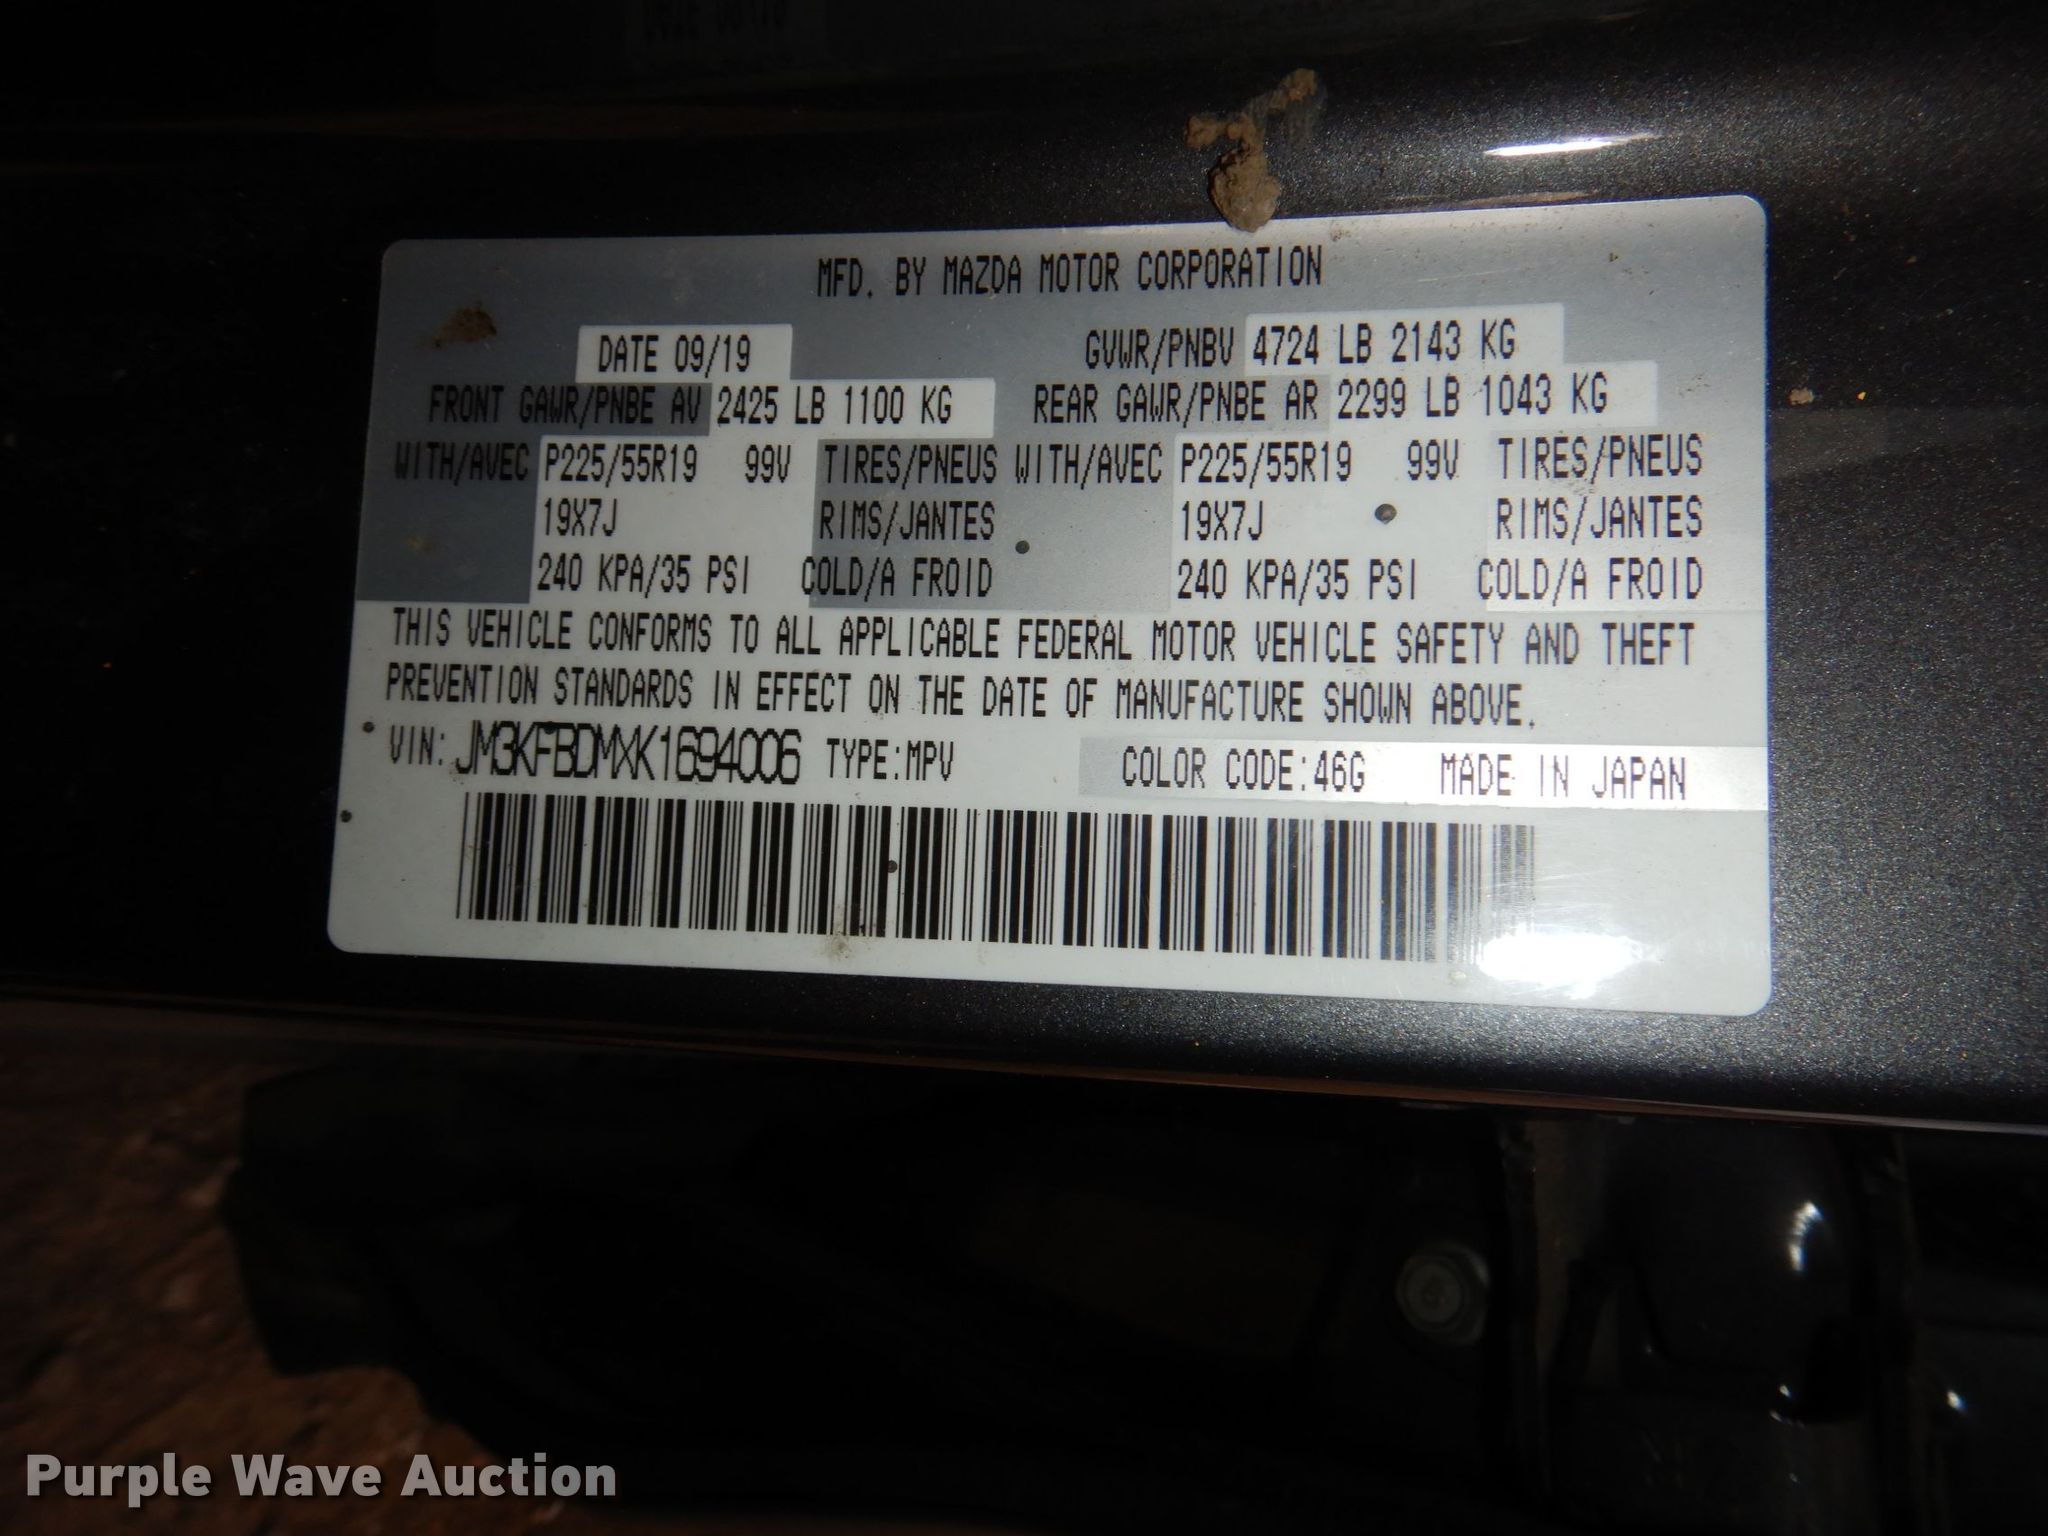 MFD. BY MAZDA MOTOR CORPORATION
DATE 09/19 GVWR/PNBV 4724 LB 2143 KG
FRONT GAWR/PNBE AV 2425 LB 1100 KG REAR GAWR/PNBE AR 2299 LB 1043 KG
WITH/AVEC P225/55R19 99V TIRES/PNEUS WITH/AVEC P225/55R19 99V TIRES/PNEUS
19X7J RIMS/JANTES 19X7J RIMS/JANTES
240 KPA/35 PSI COLD/A FROID 240 KPA/35 PSI COLD/A FROID
THIS VEHICLE CONFORMS TO ALL APPLICABLE FEDERAL MOTOR VEHICLE SAFETY AND THEFT
PREVENTION STANDARDS IN EFFECT ON THE DATE OF MANUFACTURE SHOWN ABOVE.
VIN: JM3KFBDMXK1694006 TYPE:MPV COLOR CODE:46G MADE IN JAPAN
Purple Wave Auction